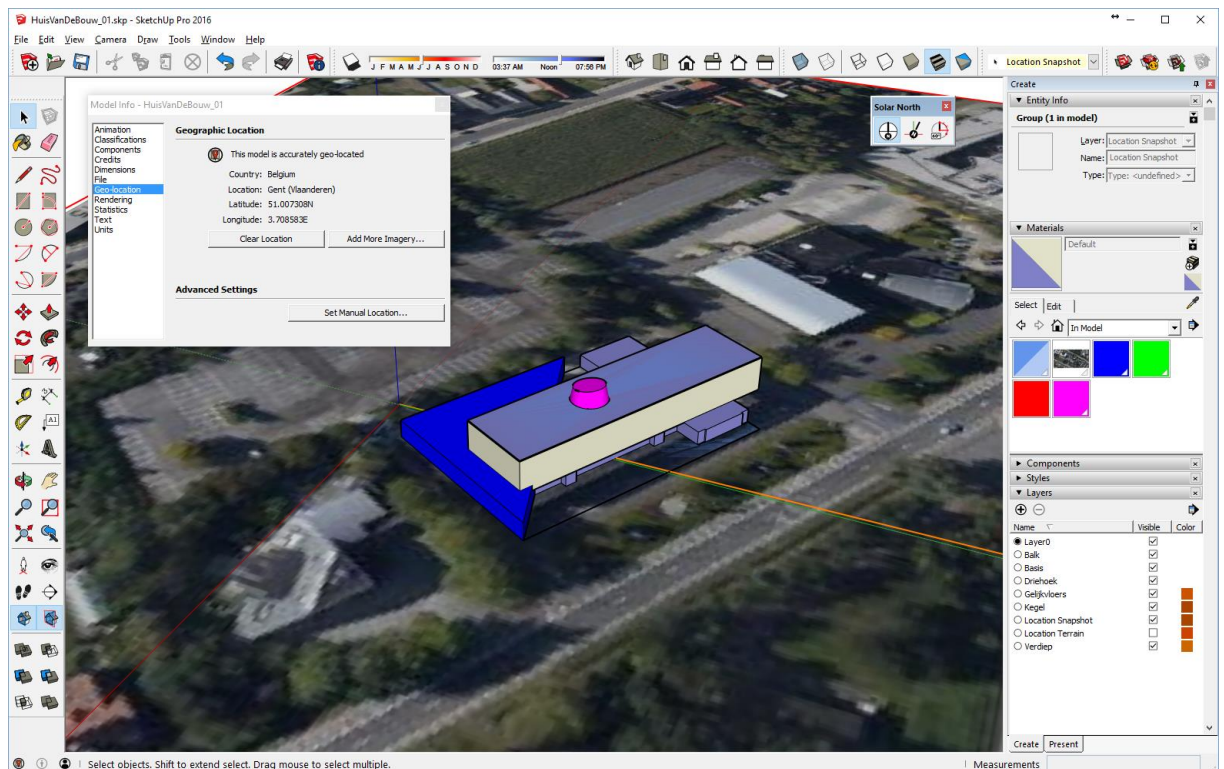 HuisVanDeBouw_01.skp - SketchUp Pro 2016
File Edit View Camera Draw Tools Window Help
J F M A M J J A S O N D 03:37 AM Noon 07:56 PM Location Snapshot
Model Info - HuisVanDeBouw_01
Animation
Classifications
Components
Credits
Dimensions
File
Geo-location
Rendering
Statistics
Text
Units
Geographic Location
This model is accurately geo-located
Country: Belgium
Location: Gent (Vlaanderen)
Latitude: 51.007308N
Longitude: 3.708583E
Clear Location Add More Imagery...
Advanced Settings
Set Manual Location...
Solar North
Create
Entity Info
Group (1 in model)
Layer: Location Snapshot
Name: Location Snapshot
Type: Type: <undefined>
Materials
Default
Select Edit
In Model
Components
Styles
Layers
Name Visible Color
Layer0
Balk
Basis
Driehoek
Gelijkvloers
Kegel
Location Snapshot
Location Terrain
Verdiep
Create Present
Select objects. Shift to extend select. Drag mouse to select multiple. Measurements